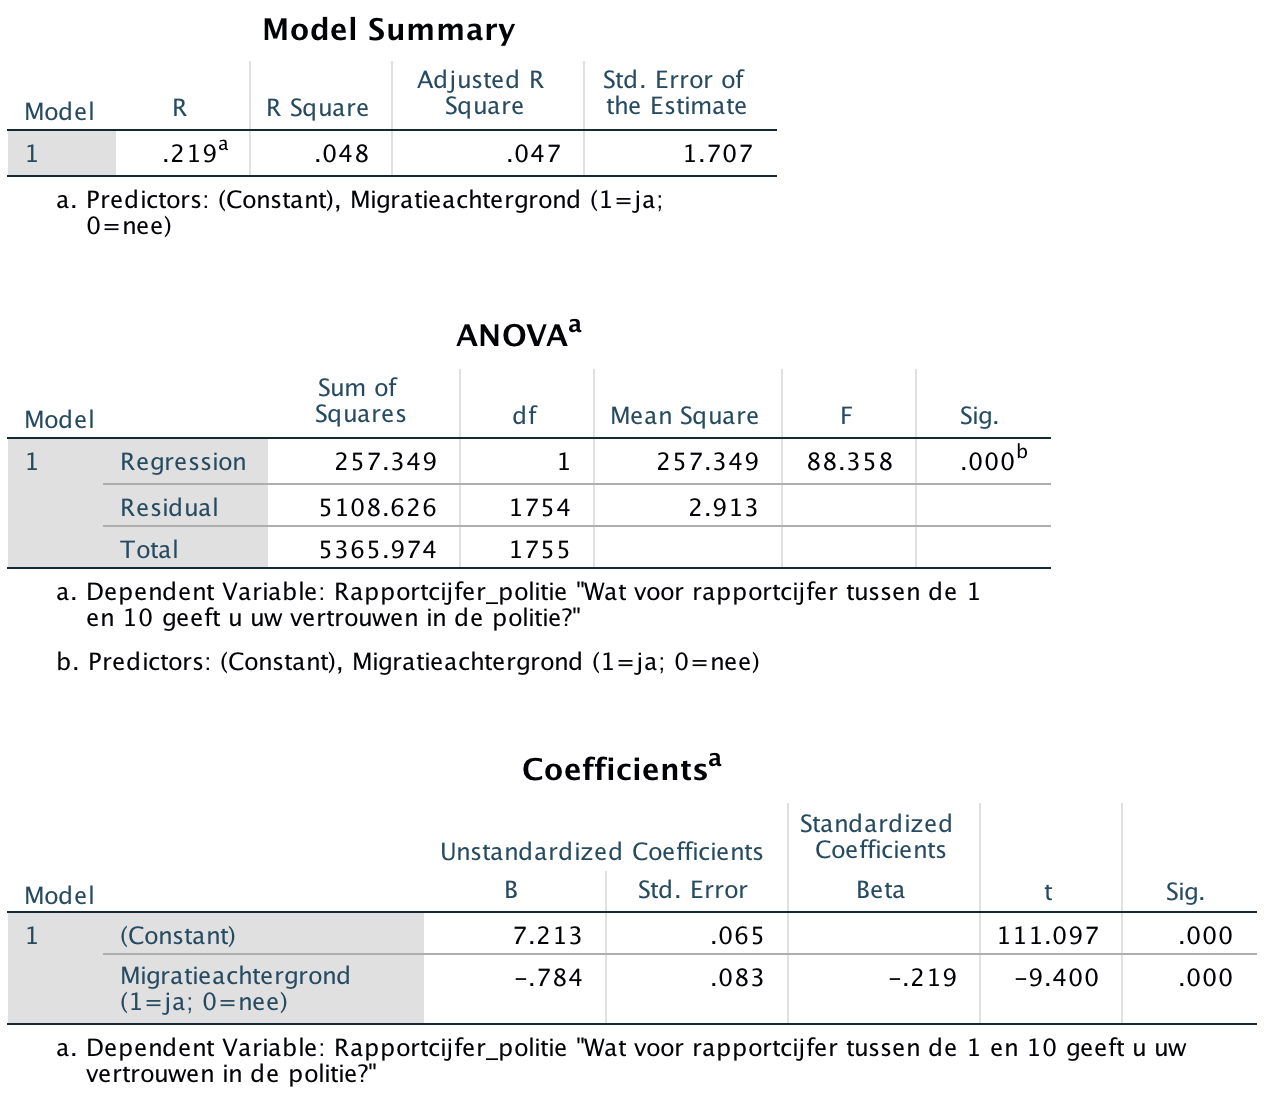 Model Summary
Model R R Square Adjusted R Square Std. Error of the Estimate
1 .219a .048 .047 1.707
a. Predictors: (Constant), Migratieachtergrond (1=ja;
0=nee)
ANOVAa
Model Sum of Squares df Mean Square F Sig.
1 Regression 257.349 1 257.349 88.358 .000b
Residual 5108.626 1754 2.913
Total 5365.974 1755
a. Dependent Variable: Rapportcijfer_politie "Wat voor rapportcijfer tussen de 1
en 10 geeft u uw vertrouwen in de politie?"
b. Predictors: (Constant), Migratieachtergrond (1=ja; 0=nee)
Coefficientsa
Unstandardized Coefficients Standardized Coefficients
Model B Std. Error Beta t Sig.
1 (Constant) 7.213 .065 111.097 .000
Migratieachtergrond (1=ja; 0=nee) -.784 .083 -.219 -9.400 .000
a. Dependent Variable: Rapportcijfer_politie "Wat voor rapportcijfer tussen de 1 en 10 geeft u uw
vertrouwen in de politie?"